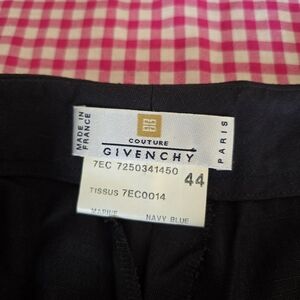 MADE IN
FRANCE
COUTURE
GIVENCHY
PARIS
7EC 7250341450
44
TISSUS 7EC0014
MARINE NAVY BLUE